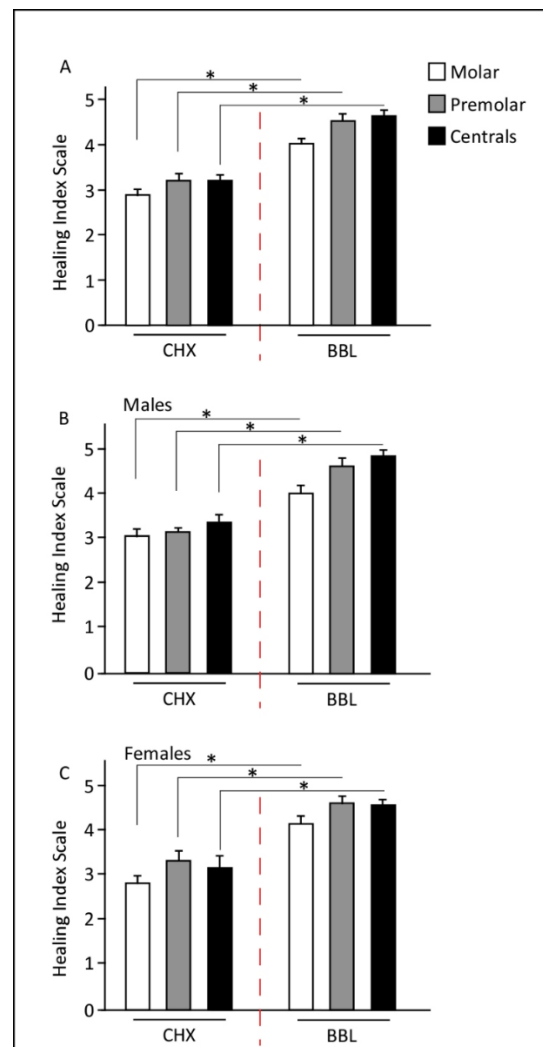 A
*
*
*
Molar
Premolar
Centrals
Healing Index Scale
5
4
3
2
1
0
CHX
BBL
B
Males
*
*
*
Healing Index Scale
5
4
3
2
1
0
CHX
BBL
C
Females
*
*
*
Healing Index Scale
5
4
3
2
1
0
CHX
BBL